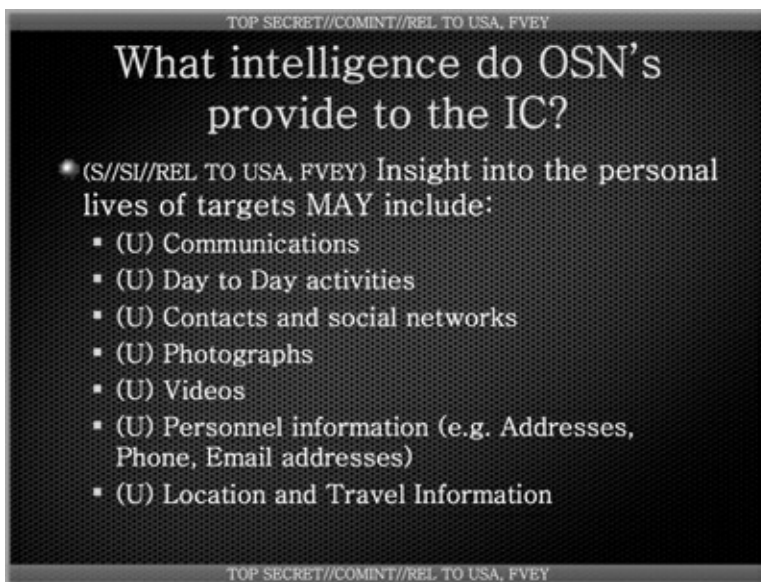 TOP SECRET//COMINT//REL TO USA, FVEY
What intelligence do OSN's
provide to the IC?
(S//SI//REL TO USA, FVEY) Insight into the personal
lives of targets MAY include:
(U) Communications
(U) Day to Day activities
(U) Contacts and social networks
(U) Photographs
(U) Videos
(U) Personnel information (e.g. Addresses,
Phone, Email addresses)
(U) Location and Travel Information
TOP SECRET//COMINT//REL TO USA, FVEY